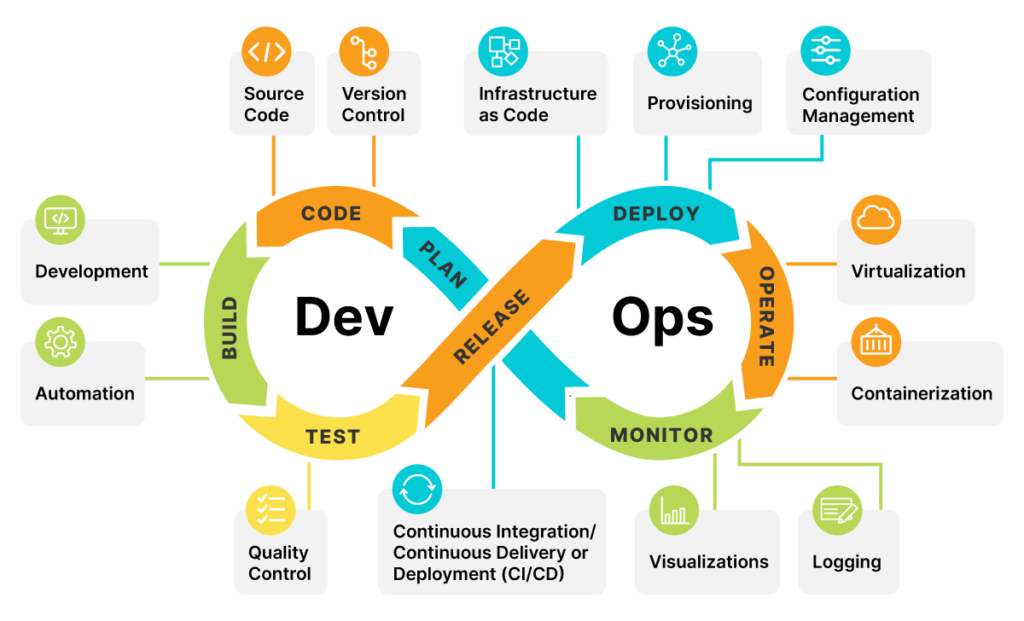 Source
Code
Version
Control
Infrastructure
as Code
Provisioning
Configuration
Management
CODE
PLAN
DEPLOY
Development
BUILD
Dev
RELEASE
Ops
OPERATE
Virtualization
Automation
Containerization
TEST
MONITOR
Quality
Control
Continuous Integration/
Continuous Delivery or
Deployment (CI/CD)
Visualizations
Logging